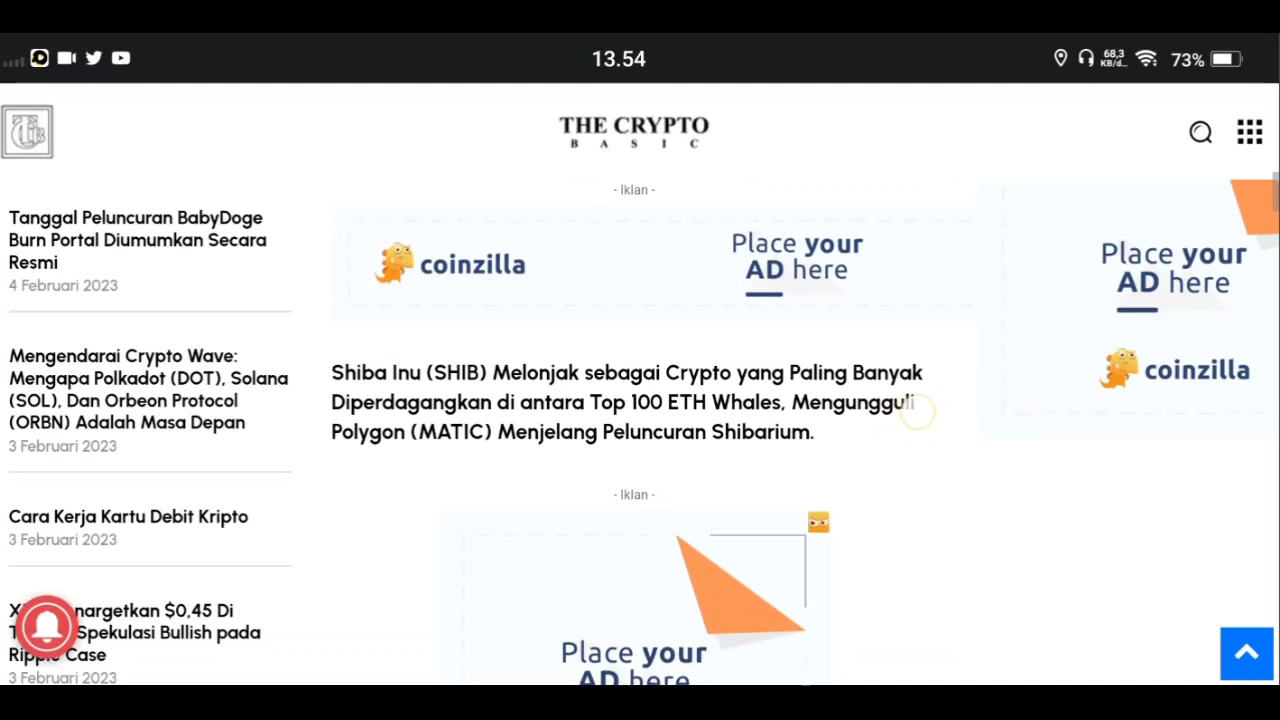 13.54
68,3
KB/d...
73%
THE CRYPTO
BASIC
- Iklan -
Tanggal Peluncuran BabyDoge
Burn Portal Diumumkan Secara
Resmi
4 Februari 2023
Mengendarai Crypto Wave:
Mengapa Polkadot (DOT), Solana
(SOL), Dan Orbeon Protocol
(ORBN) Adalah Masa Depan
3 Februari 2023
Cara Kerja Kartu Debit Kripto
3 Februari 2023
nargetkan $0,45 Di
Spekulasi Bullish pada
Ripple Case
3 Februari 2023
coinzilla
Place your
AD here
Shiba Inu (SHIB) Melonjak sebagai Crypto yang Paling Banyak
Diperdagangkan di antara Top 100 ETH Whales, Mengungguli
Polygon (MATIC) Menjelang Peluncuran Shibarium.
- Iklan -
Place your
AD here
Place your
AD here
coinzilla